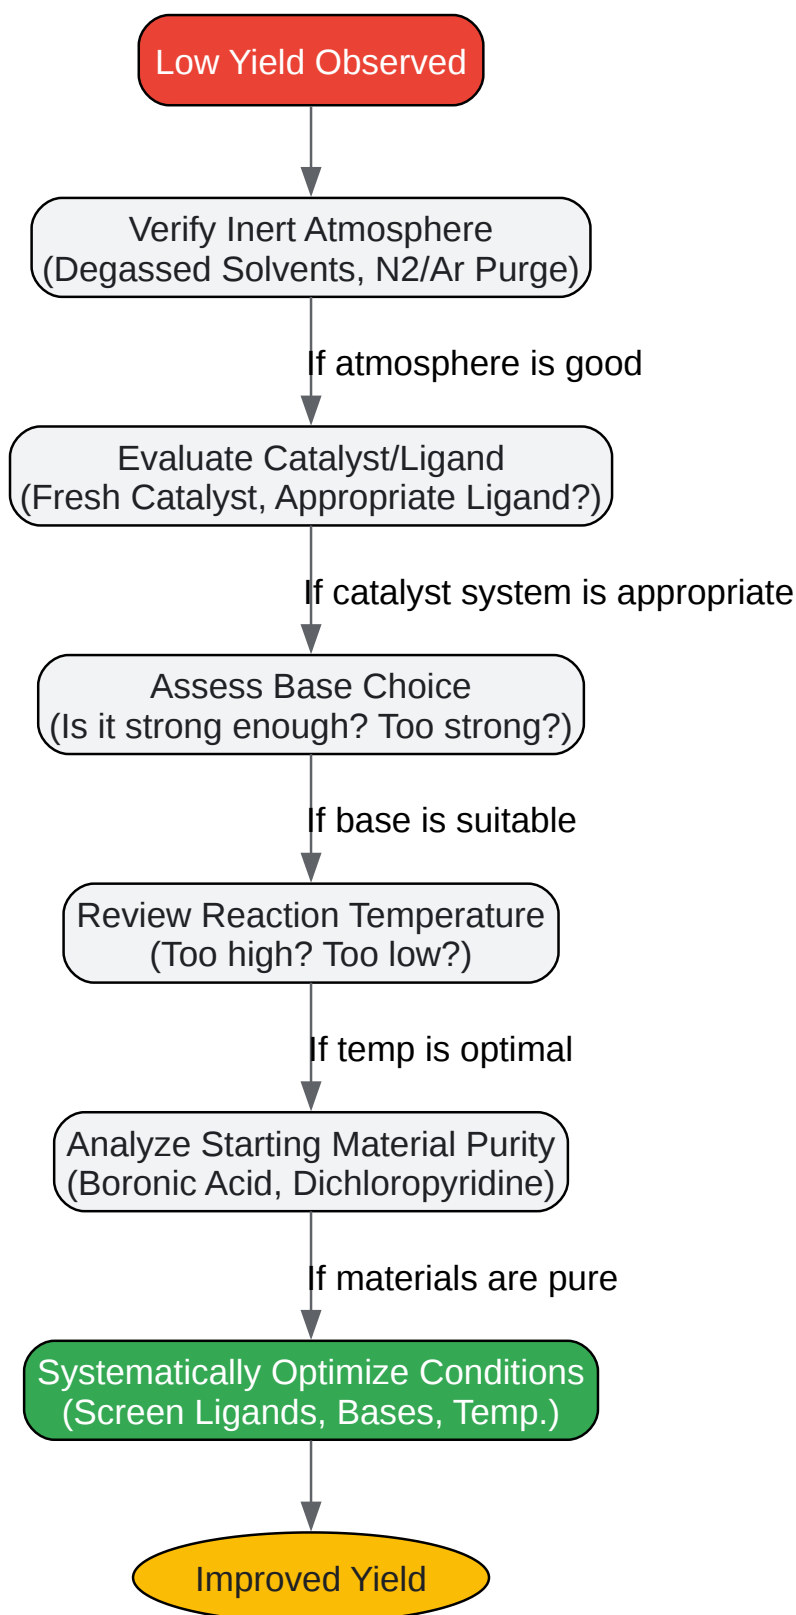 Low Yield Observed
Verify Inert Atmosphere
(Degassed Solvents, N2/Ar Purge)
If atmosphere is good
Evaluate Catalyst/Ligand
(Fresh Catalyst, Appropriate Ligand?)
If catalyst system is appropriate
Assess Base Choice
(Is it strong enough? Too strong?)
If base is suitable
Review Reaction Temperature
(Too high? Too low?)
If temp is optimal
Analyze Starting Material Purity
(Boronic Acid, Dichloropyridine)
If materials are pure
Systematically Optimize Conditions
(Screen Ligands, Bases, Temp.)
Improved Yield